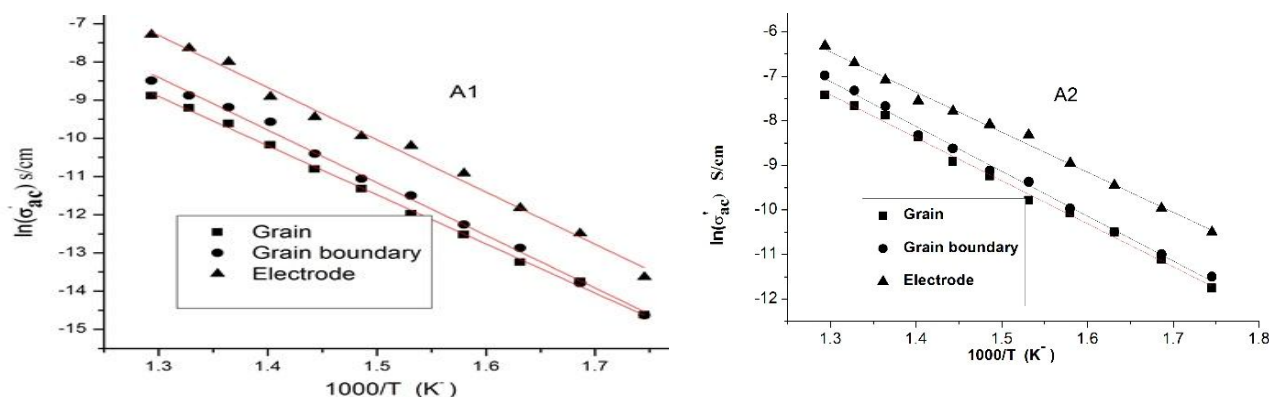 -7
-8
-9
-10
-11
-12
-13
-14
-15
ln(σ'ac) s/cm
A1
Grain
Grain boundary
Electrode
1.3
1.4
1.5
1.6
1.7
1000/T (K⁻)
-5
-6
-7
-8
-9
-10
-11
-12
ln(σ'ac) S/cm
A2
Grain
Grain boundary
Electrode
1.3
1.4
1.5
1.6
1.7
1.8
1000/T (K⁻)